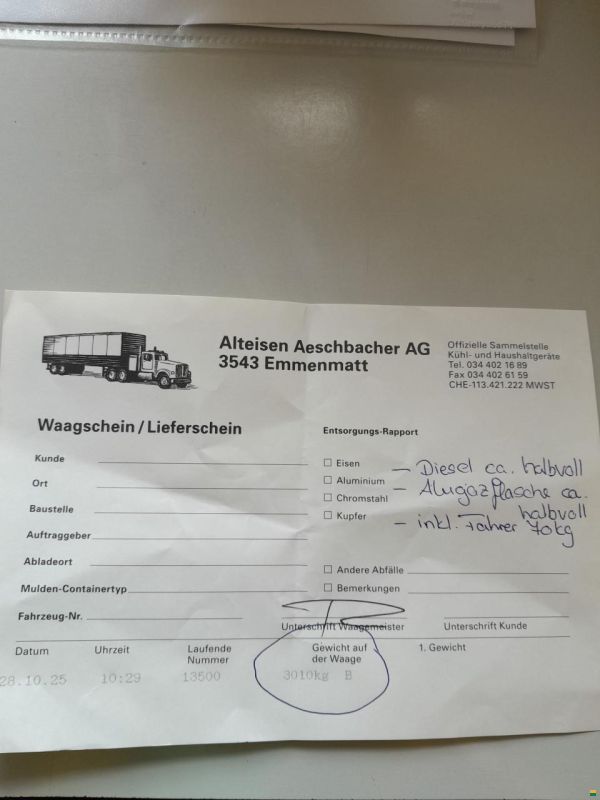 Alteisen Aeschbacher AG
3543 Emmenmatt
Offizielle Sammelstelle
Kühl- und Haushaltgeräte
Tel. 034 402 16 89
Fax 034 402 61 59
CHE-113.421.222 MWST
Waagschein/Lieferschein
Entsorgungs-Rapport
Kunde
Ort
Baustelle
Auftraggeber
Abladeort
Mulden-Containertyp
Fahrzeug-Nr.
Eisen
Aluminium
Chromstahl
Kupfer
– Diesel ca. halbvoll
– Alugazflasche ca.
halbvoll
– inkl. Fahrer 70kg
Andere Abfälle
Bemerkungen
Unterschrift Waagemeister
Unterschrift Kunde
Datum Uhrzeit Laufende Nummer Gewicht auf der Waage 1. Gewicht
28.10.25 10:29 13500 3010kg B